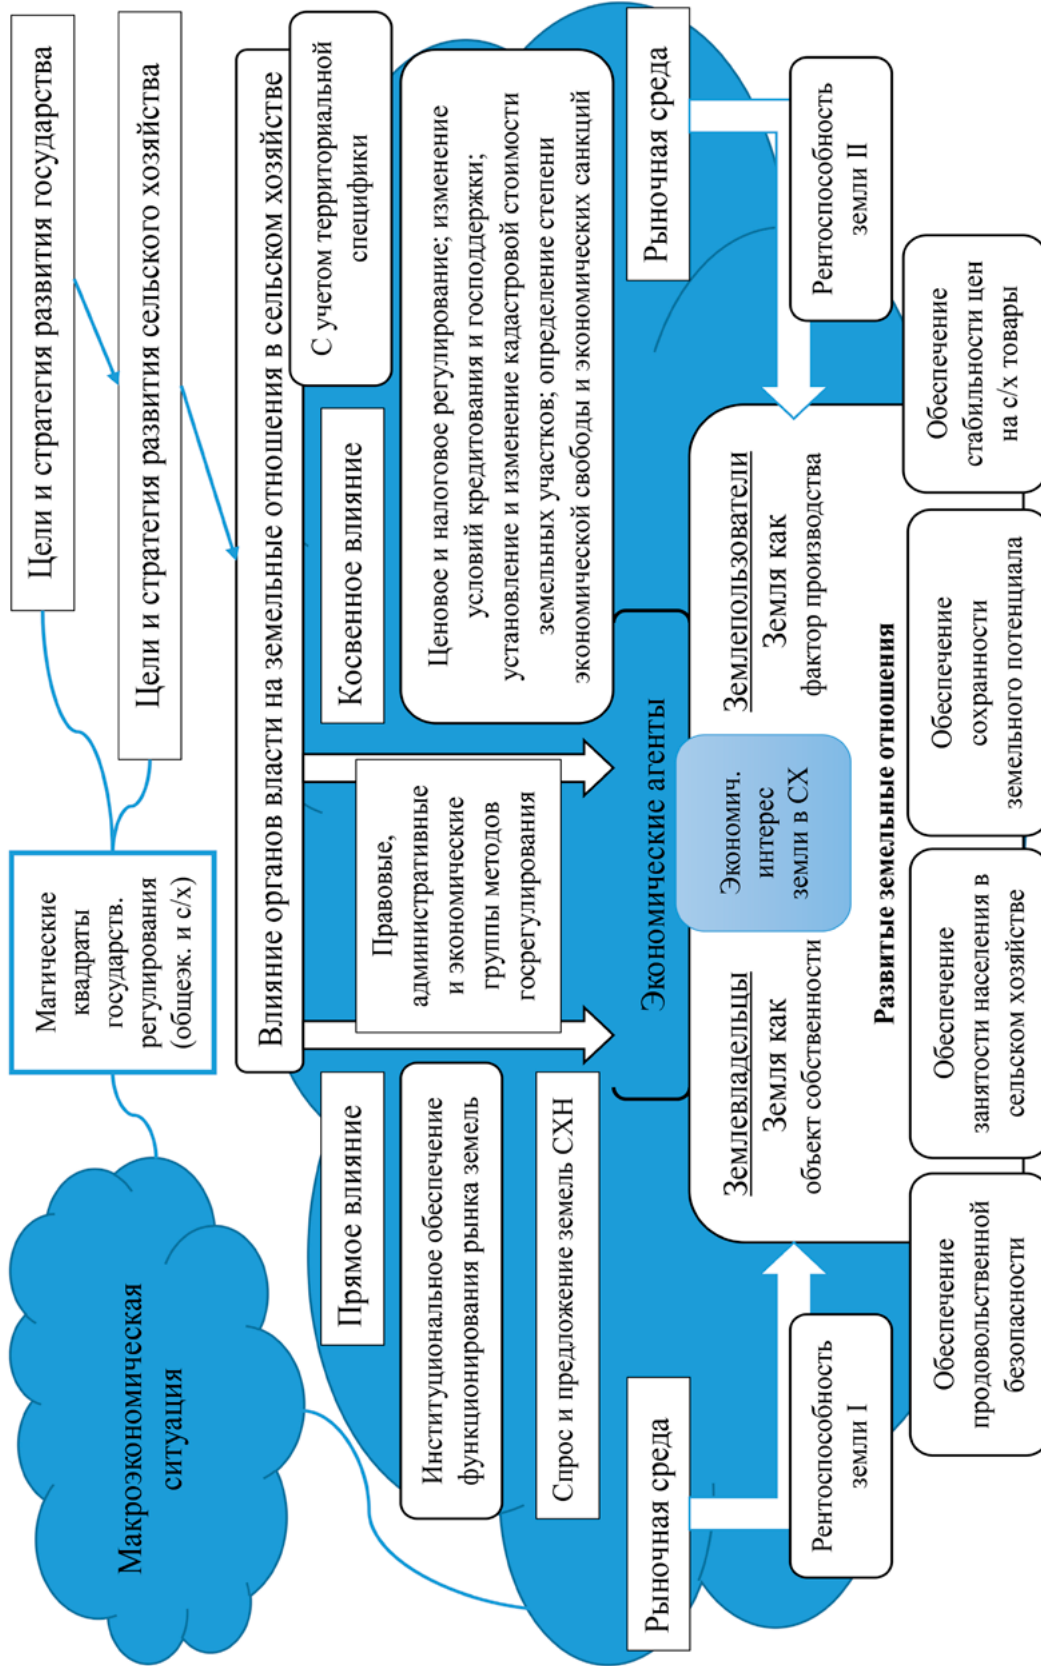 Макроэкономическая
ситуация
Магические
квадраты
государств.
регулирования
(общеэк. и с/х)
Цели и стратегия развития государства
Цели и стратегия развития сельского хозяйства
Влияние органов власти на земельные отношения в сельском хозяйстве
С учетом территориальной
специфики
Прямое влияние
Правовые,
административные
и экономические
группы методов
госрегулирования
Косвенное влияние
Институциональное обеспечение
функционирования рынка земель
Ценовое и налоговое регулирование; изменение
условий кредитования и господдержки;
установление и изменение кадастровой стоимости
земельных участков; определение степени
экономической свободы и экономических санкций
Спрос и предложение земель СХН
Рыночная среда
Экономические агенты
Рыночная среда
Рентоспособность
земли I
Землевладельцы
Земля как
объект собственности
Экономич.
интерес
земли в СХ
Землепользователи
Земля как
фактор производства
Рентоспособность
земли II
Развитые земельные отношения
Обеспечение
продовольственной
безопасности
Обеспечение
занятости населения в
сельском хозяйстве
Обеспечение
сохранности
земельного потенциала
Обеспечение
стабильности цен
на с/х товары